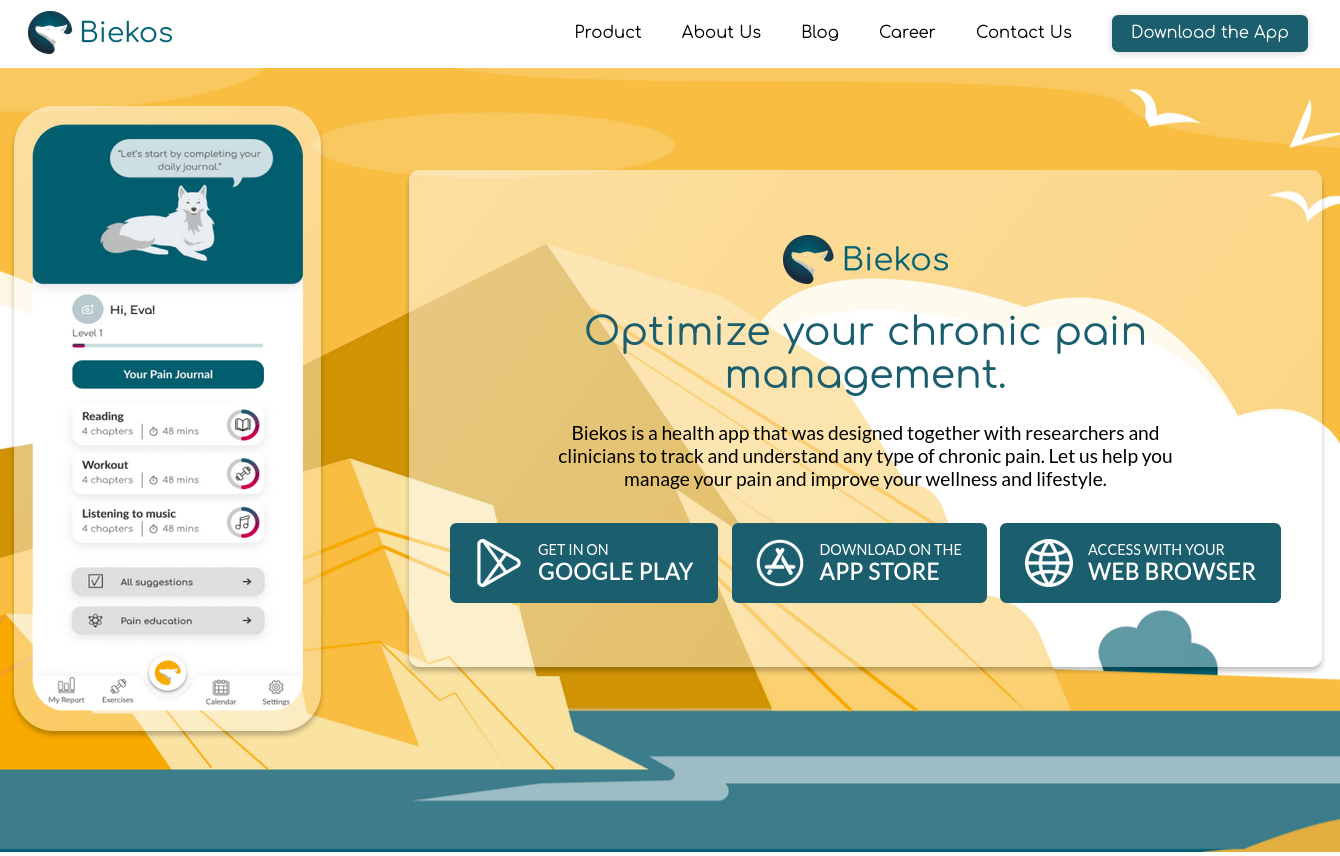 Biekos
Product
About Us
Blog
Career
Contact Us
Download the App
"Let's start by completing your
daily journal."
Hi, Eva!
Level 1
Your Pain Journal
Reading
4 chapters | 48 mins
Workout
4 chapters | 48 mins
Listening to music
4 chapters | 48 mins
All suggestions
Pain education
My Report
Exercises
Calendar
Settings
Biekos
Optimize your chronic pain
management.
Biekos is a health app that was designed together with researchers and
clinicians to track and understand any type of chronic pain. Let us help you
manage your pain and improve your wellness and lifestyle.
GET IN ON
GOOGLE PLAY
DOWNLOAD ON THE
APP STORE
ACCESS WITH YOUR
WEB BROWSER